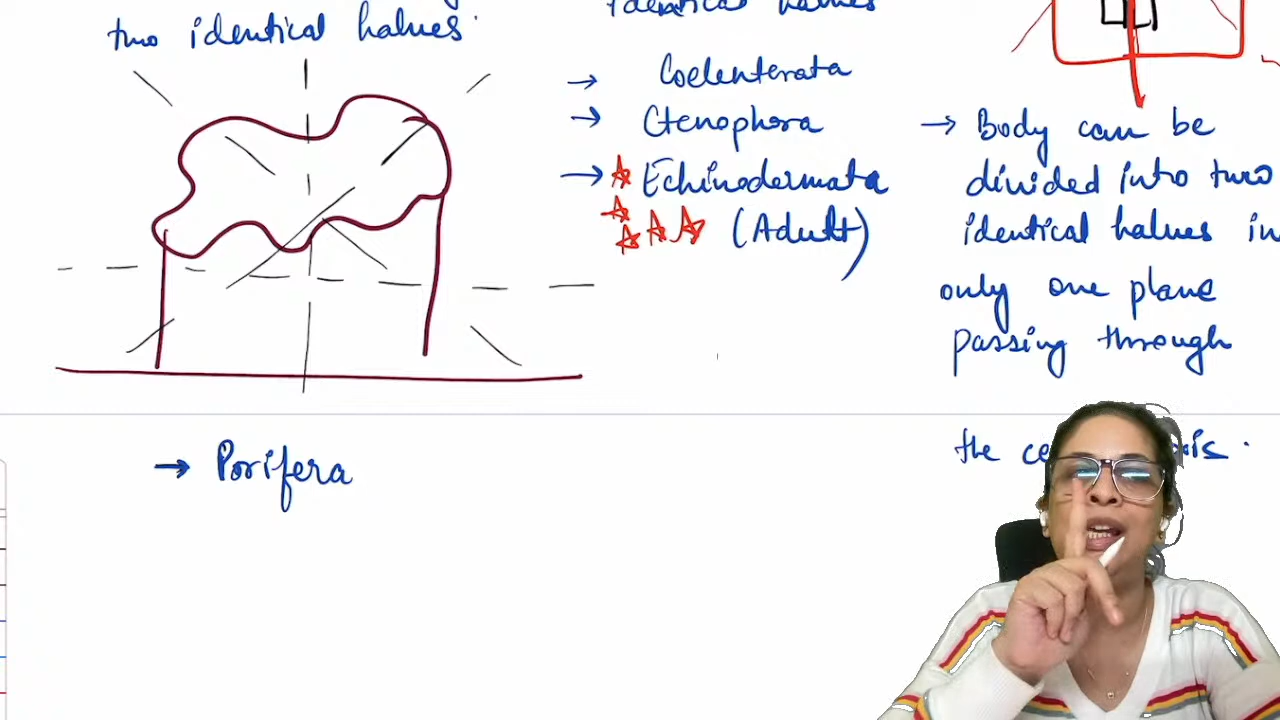 two identical halves.
identical halves
→ Coelenterata
→ Ctenophora
→ Echinodermata
(Adult)
→ Body can be
divided into two
identical halves in
only one plane
passing through
the
→ Porifera